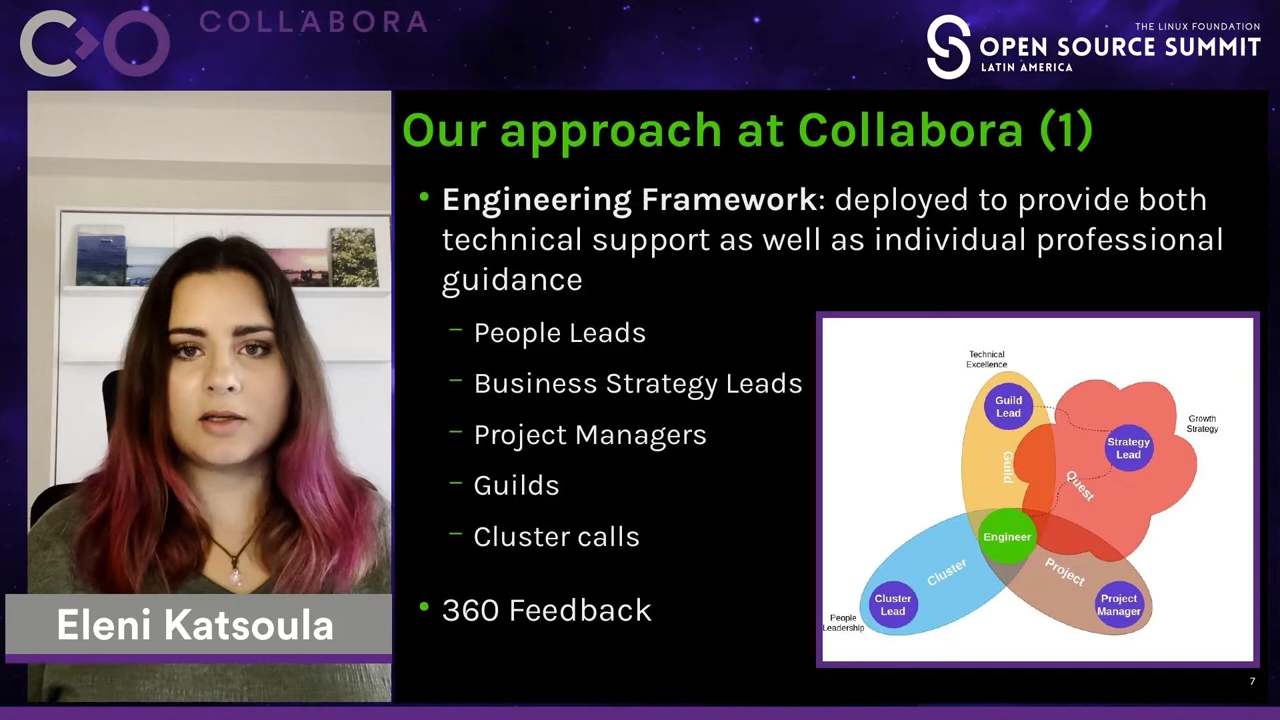 COLLABORA
THE LINUX FOUNDATION
OPEN SOURCE SUMMIT
LATIN AMERICA
Our approach at Collabora (1)
• Engineering Framework: deployed to provide both
technical support as well as individual professional
guidance
– People Leads
– Business Strategy Leads
– Project Managers
– Guilds
– Cluster calls
• 360 Feedback
Technical
Excellence
Guild
Lead
Growth
Strategy
Strategy
Lead
Guild
Quest
Engineer
Cluster
Project
Cluster
Lead
Project
Manager
People
Leadership
Eleni Katsoula
7